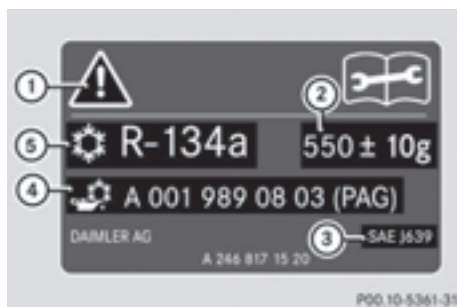 1
2
5 R-134a 550 ± 10g
4 A 001 989 08 03 (PAG)
DAIMLER AG 3 SAE J639
A 246 817 15 20
P00.10-5361-31